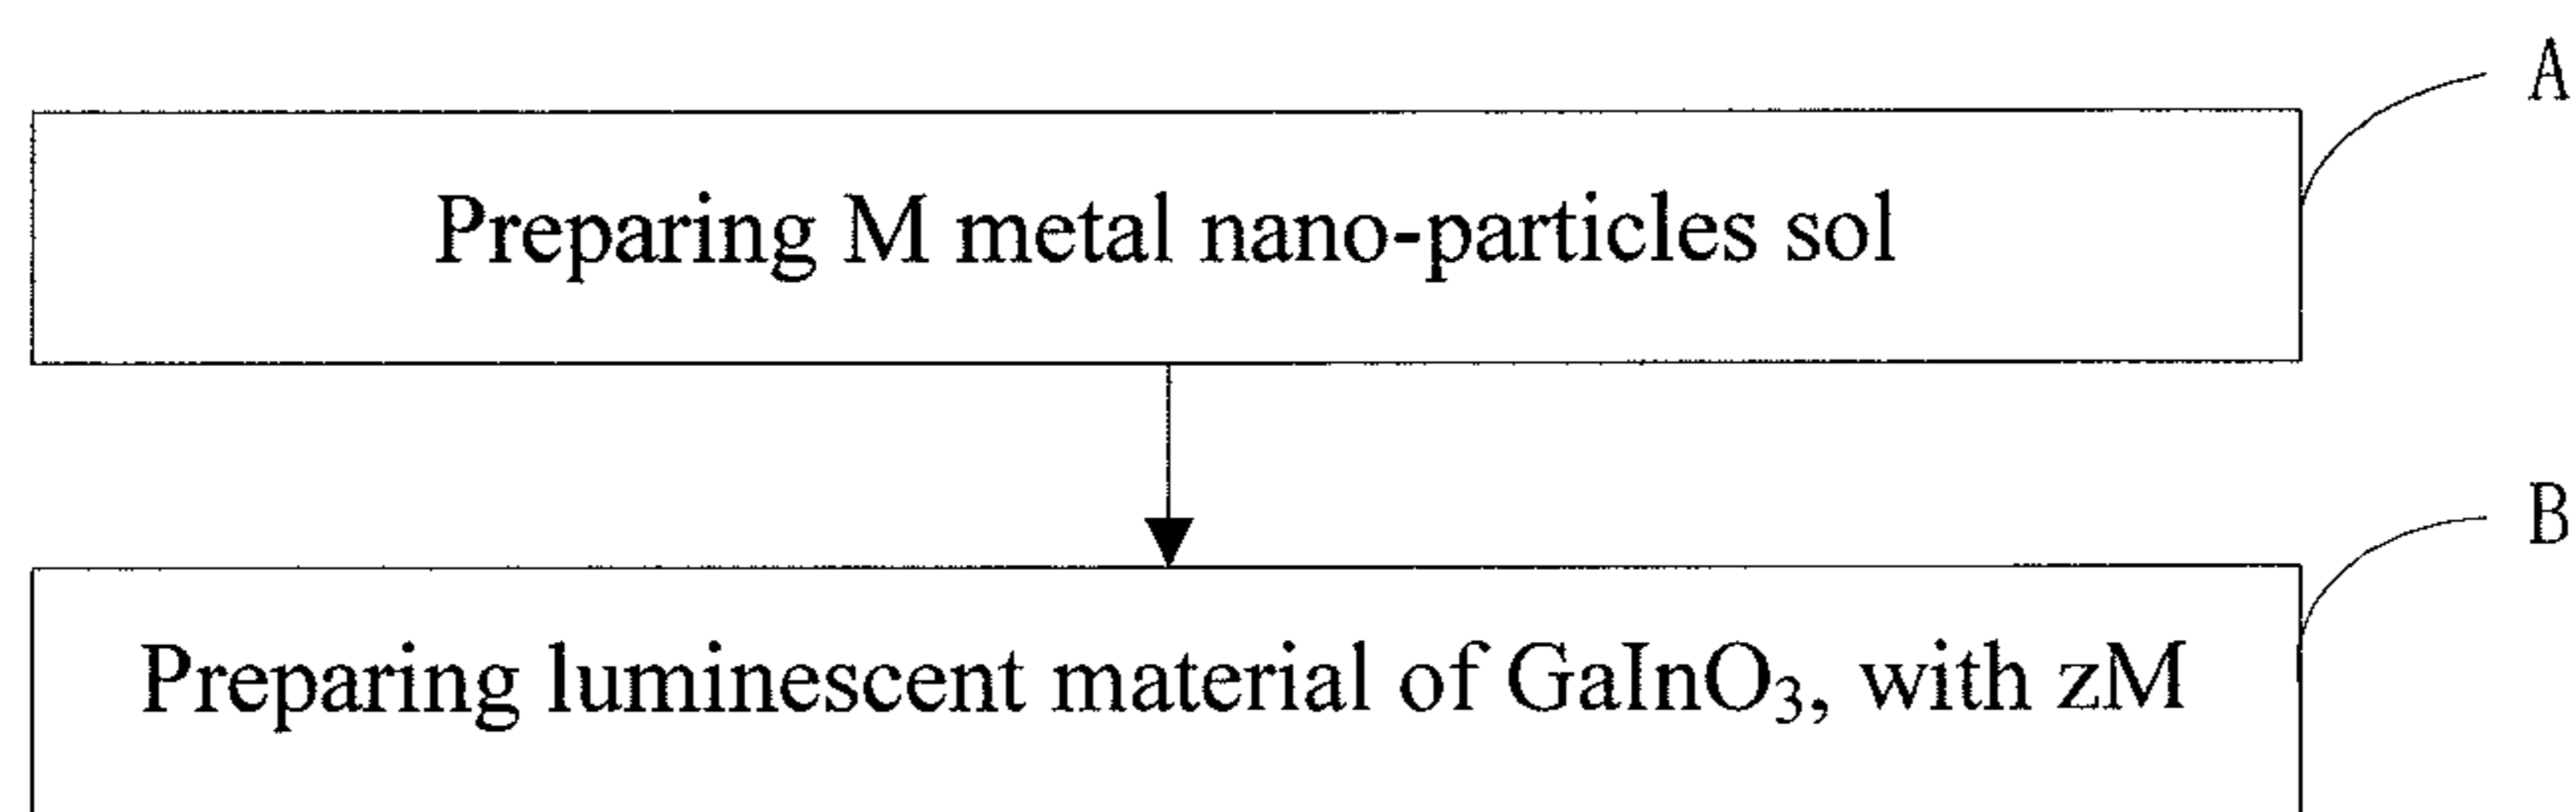 A
Preparing M metal nano-particles sol
B
Preparing luminescent material of GaInO₃, with zM